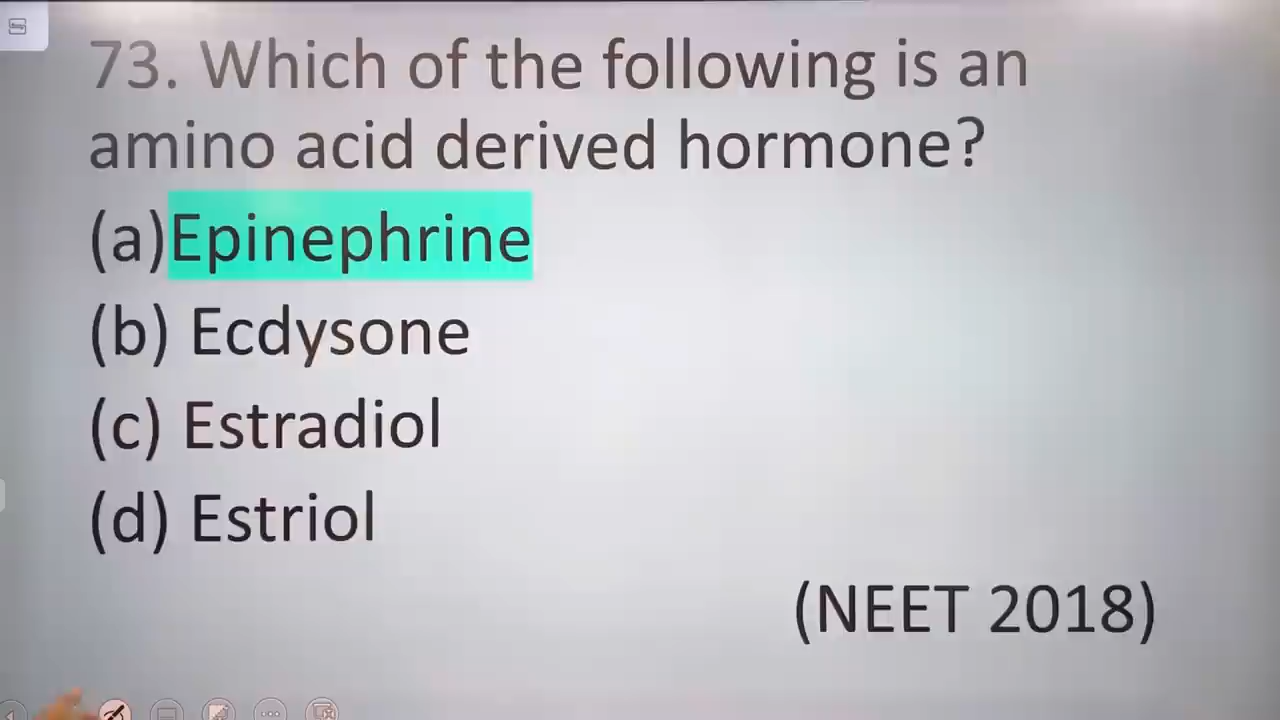 73. Which of the following is an
amino acid derived hormone?
(a)Epinephrine
(b) Ecdysone
(c) Estradiol
(d) Estriol
(NEET 2018)